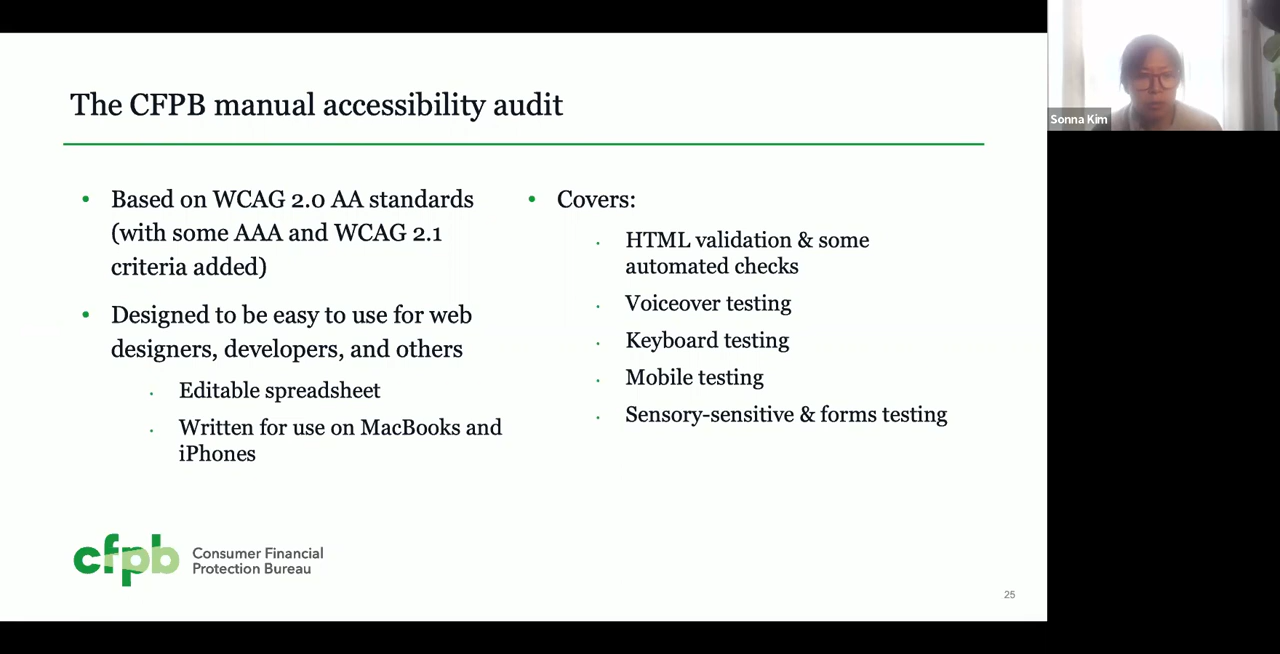 The CFPB manual accessibility audit
Based on WCAG 2.0 AA standards
(with some AAA and WCAG 2.1
criteria added)
Designed to be easy to use for web
designers, developers, and others
Editable spreadsheet
Written for use on MacBooks and
iPhones
Covers:
HTML validation & some
automated checks
Voiceover testing
Keyboard testing
Mobile testing
Sensory-sensitive & forms testing
cfpb
Consumer Financial
Protection Bureau
25
Sonna Kim